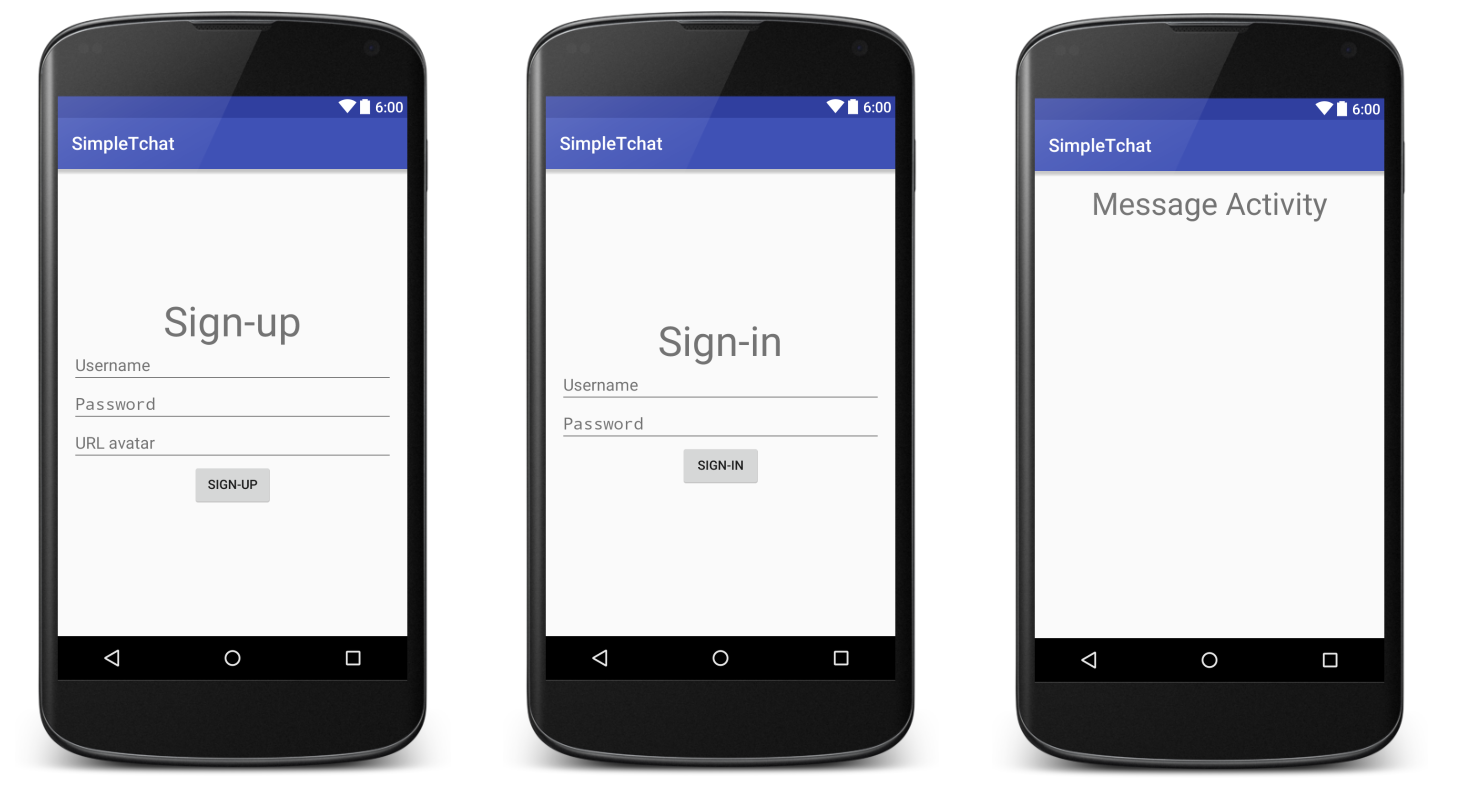 6:00
SimpleTchat
Sign-up
Username
Password
URL avatar
SIGN-UP
6:00
SimpleTchat
Sign-in
Username
Password
SIGN-IN
6:00
SimpleTchat
Message Activity